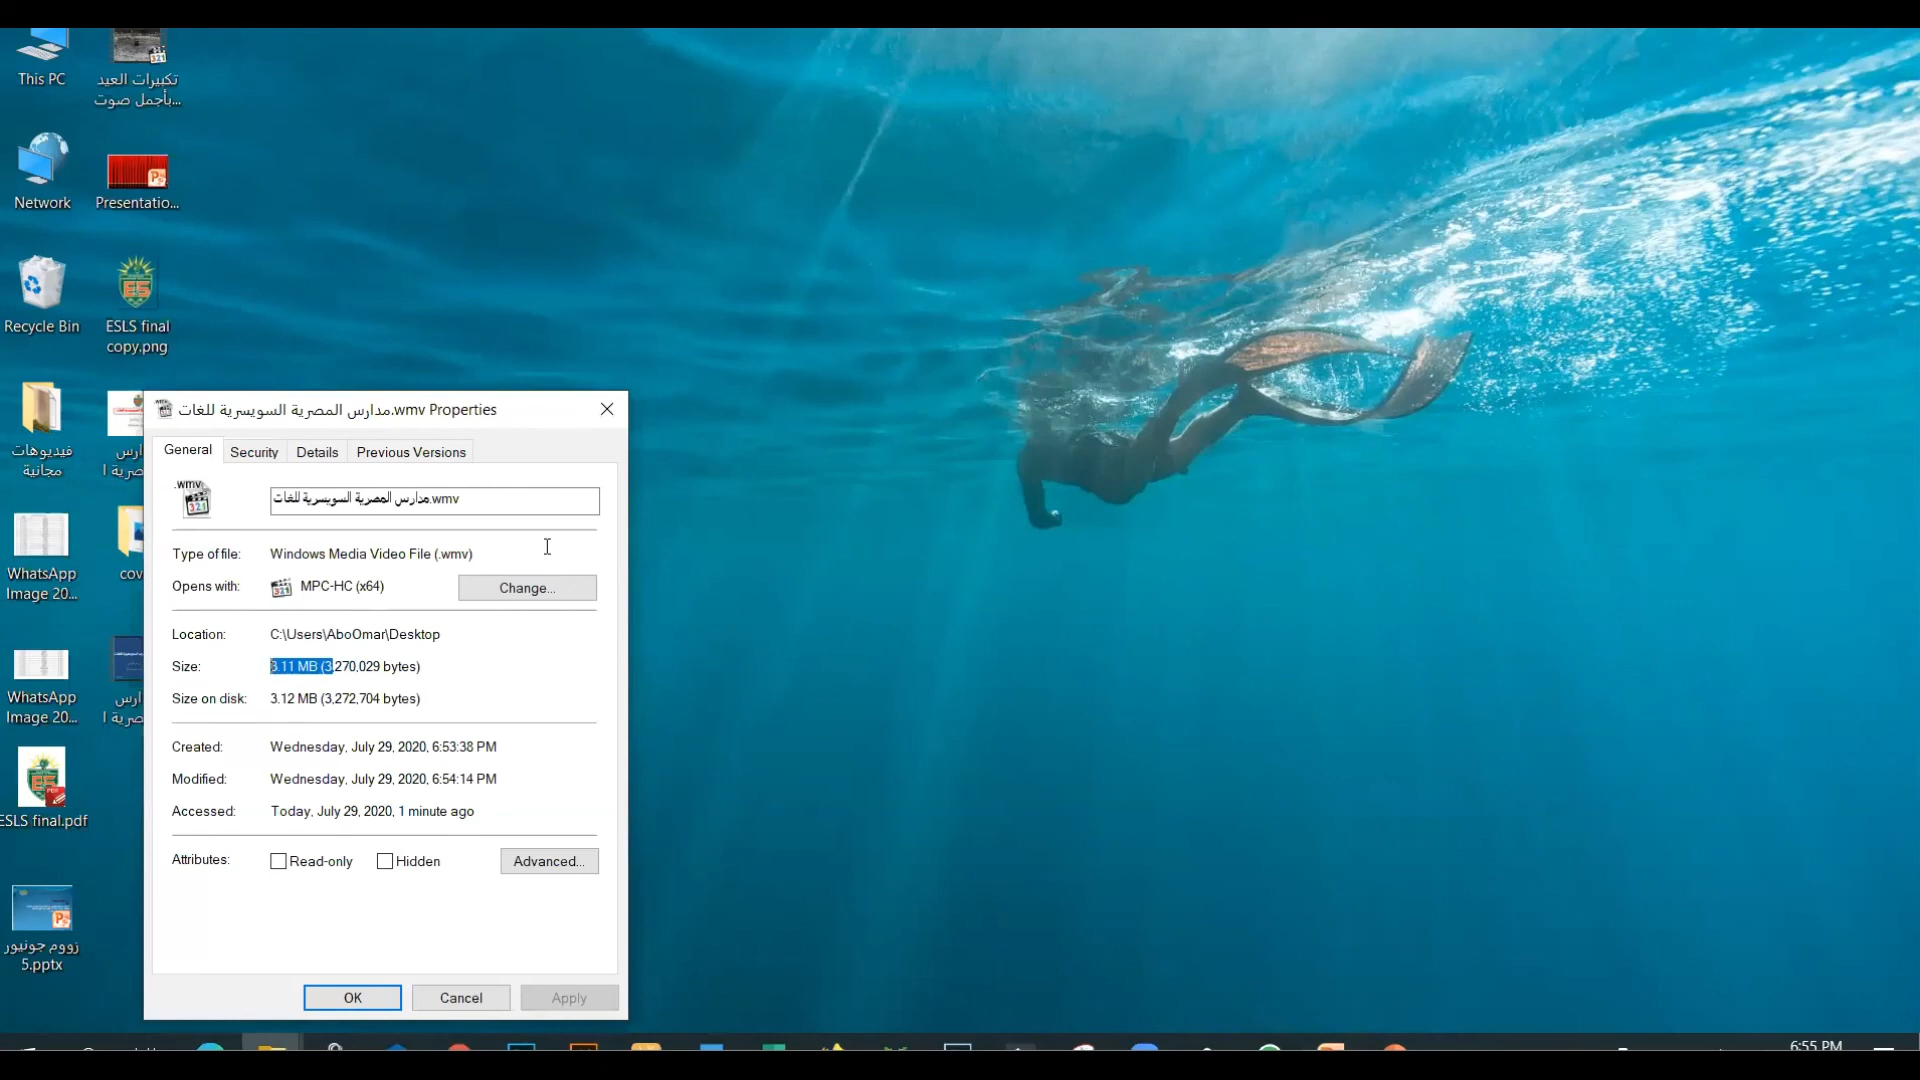 This PC
تكبيرات العيد
بأجمل صوت...
Network
Presentatio...
Recycle Bin
ESLS final
copy.png
فيديوهات
مجانية
WhatsApp
Image 20...
cov
WhatsApp
Image 20...
ESLS final.pdf
زووم جونيور
5.pptx
مدارس المصرية السويسرية للغات.wmv Properties
General
Security
Details
Previous Versions
.wmv
321
مدارس المصرية السويسرية للغات.wmv
Type of file:
Windows Media Video File (.wmv)
Opens with:
MPC-HC (x64)
Change...
Location:
C:\Users\AboOmar\Desktop
Size:
3.11 MB (3,270,029 bytes)
Size on disk:
3.12 MB (3,272,704 bytes)
Created:
Wednesday, July 29, 2020, 6:53:38 PM
Modified:
Wednesday, July 29, 2020, 6:54:14 PM
Accessed:
Today, July 29, 2020, 1 minute ago
Attributes:
Read-only
Hidden
Advanced...
OK
Cancel
Apply
6:55 PM